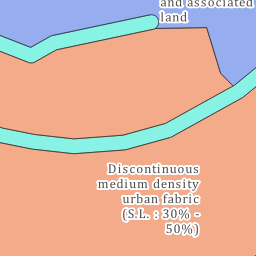 and associated
land
Discontinuous
medium density
urban fabric
(S.L. : 30% -
50%)